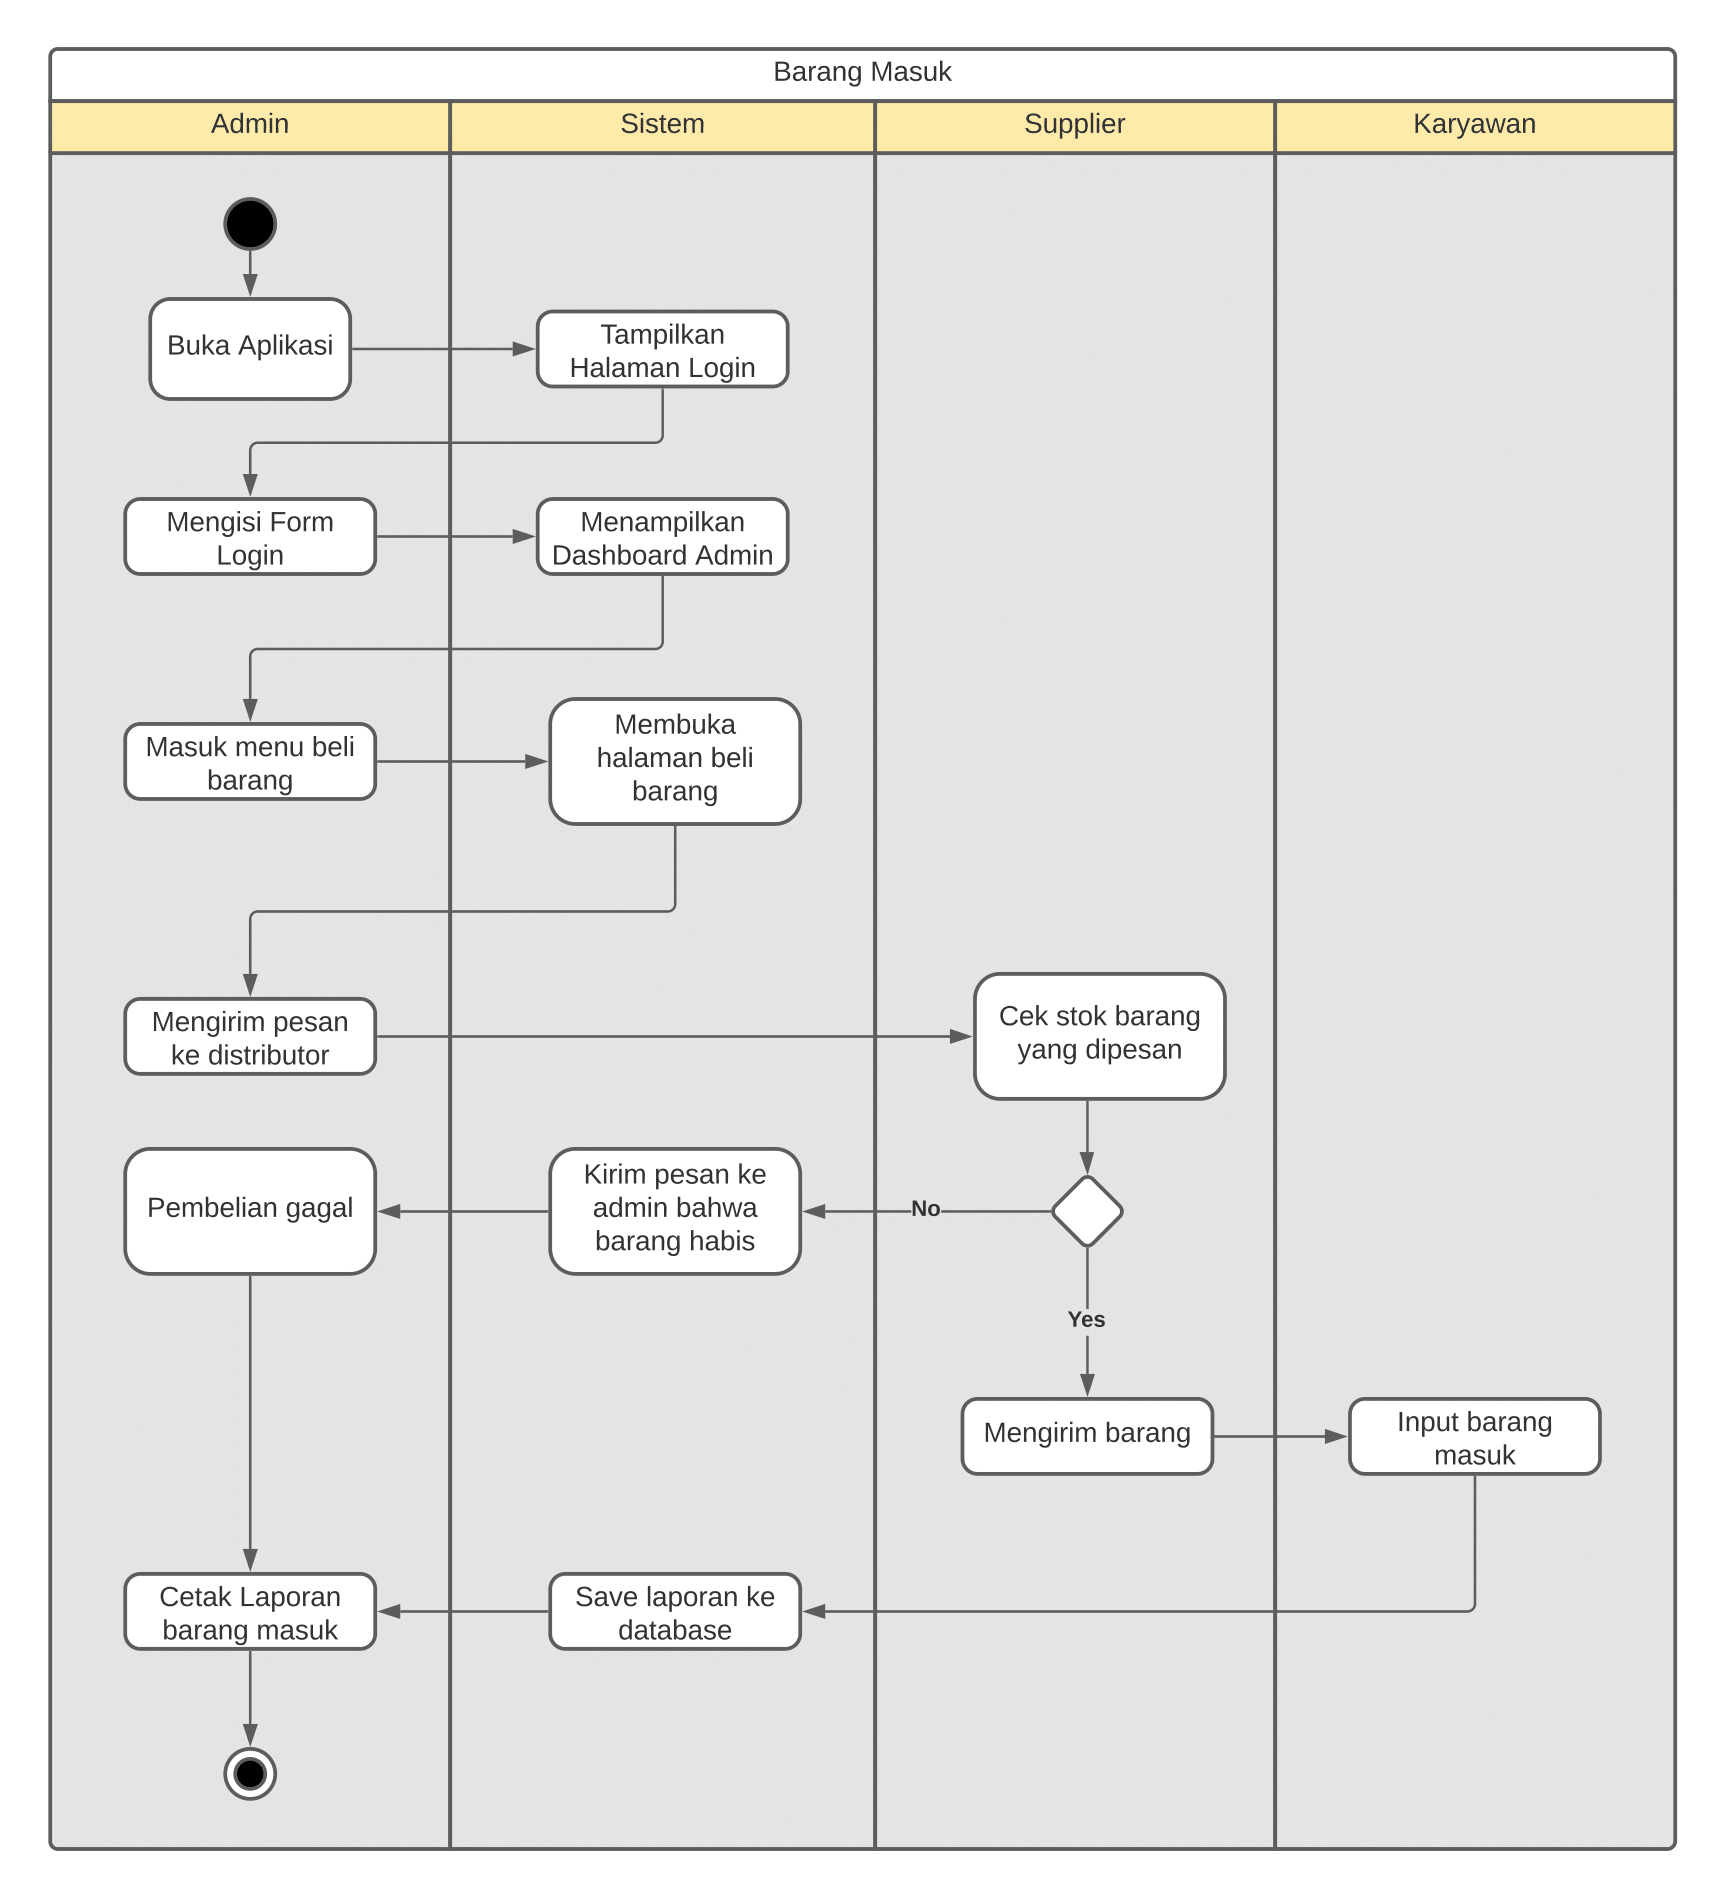 Barang Masuk
Admin
Sistem
Supplier
Karyawan
Buka Aplikasi
Tampilkan
Halaman Login
Mengisi Form
Login
Menampilkan
Dashboard Admin
Masuk menu beli
barang
Membuka
halaman beli
barang
Mengirim pesan
ke distributor
Cek stok barang
yang dipesan
Pembelian gagal
Kirim pesan ke
admin bahwa
barang habis
No
Yes
Mengirim barang
Input barang
masuk
Cetak Laporan
barang masuk
Save laporan ke
database